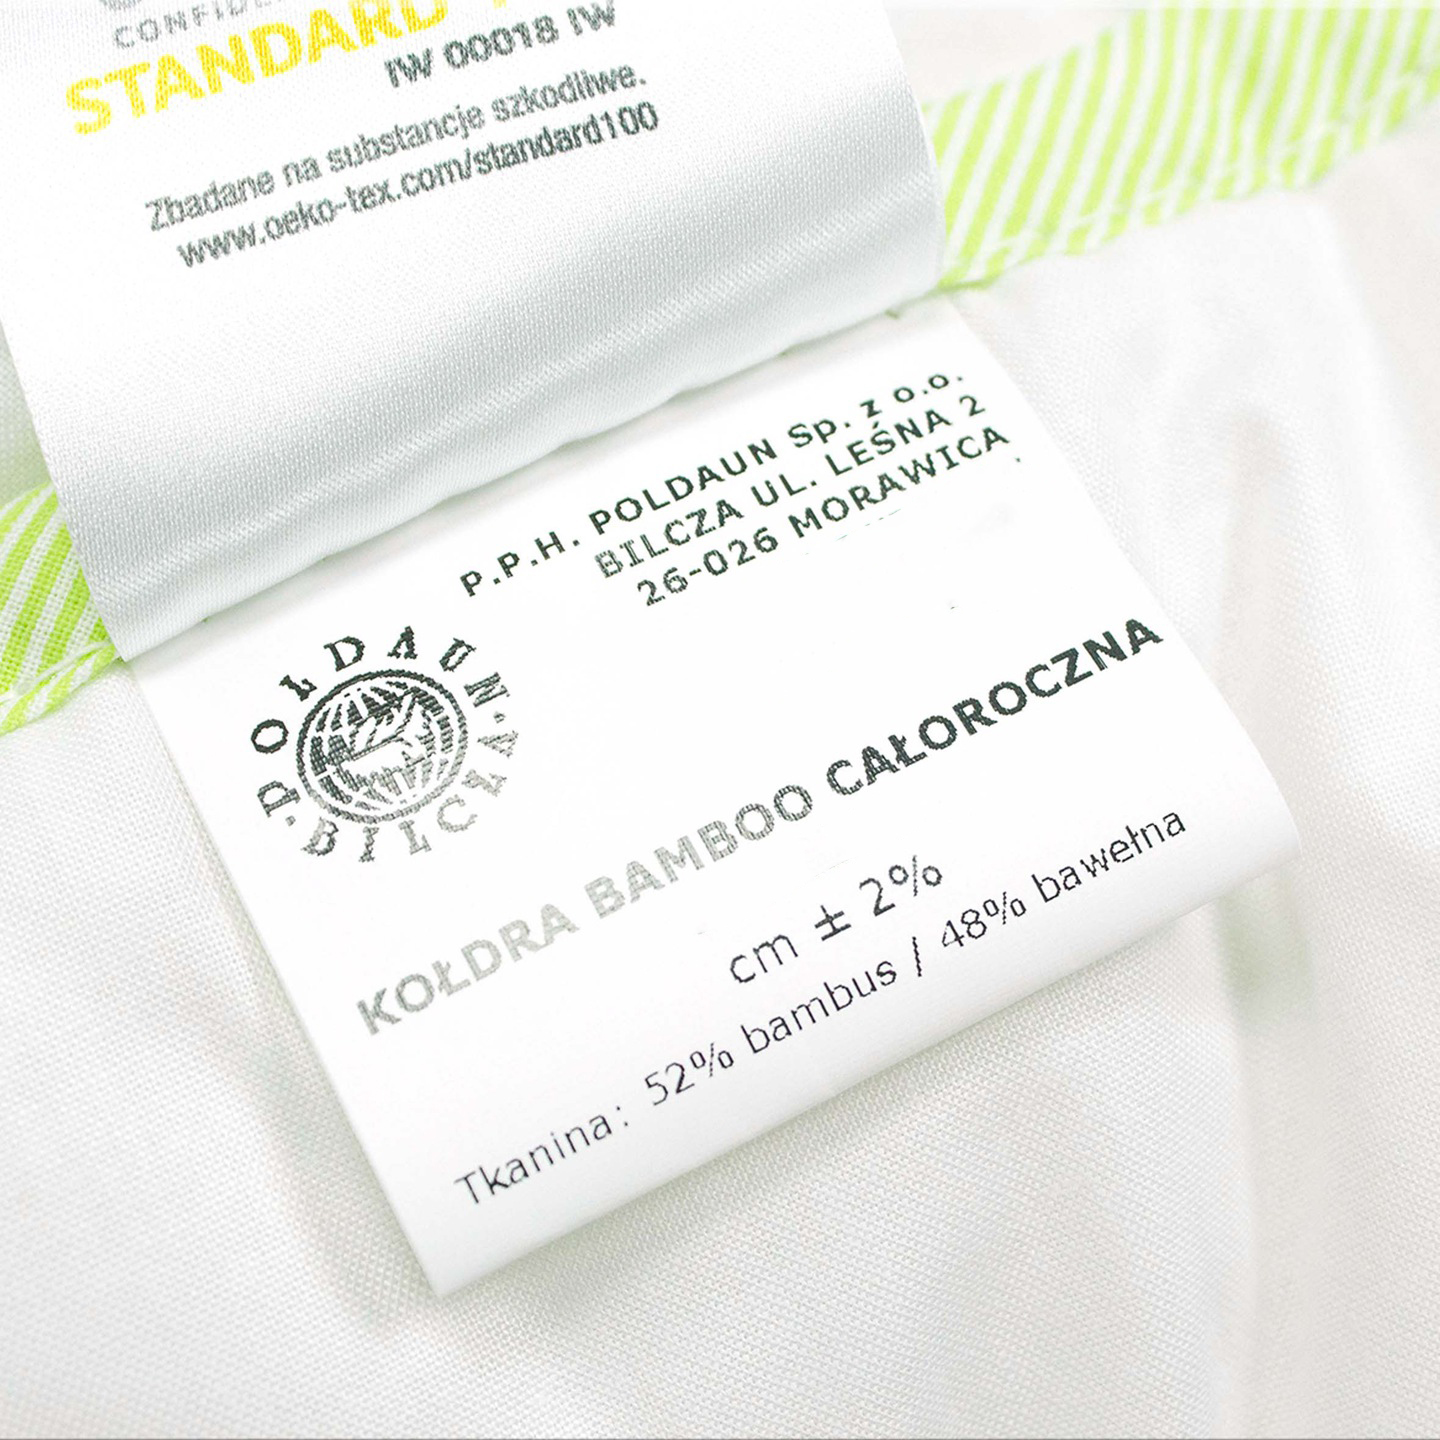 STANDARD
IW 00018 IW
Zbadane na substancje szkodliwe.
www.oeko-tex.com/standard100
P.P.H. POLDAUN Sp. z o.o.
BILCZA UL. LEŚNA 2
26-026 MORAWICA
POLDAUN
BILCZA
KOŁDRA BAMBOO CAŁOROCZNA
cm ± 2%
Tkanina: 52% bambus / 48% bawełna